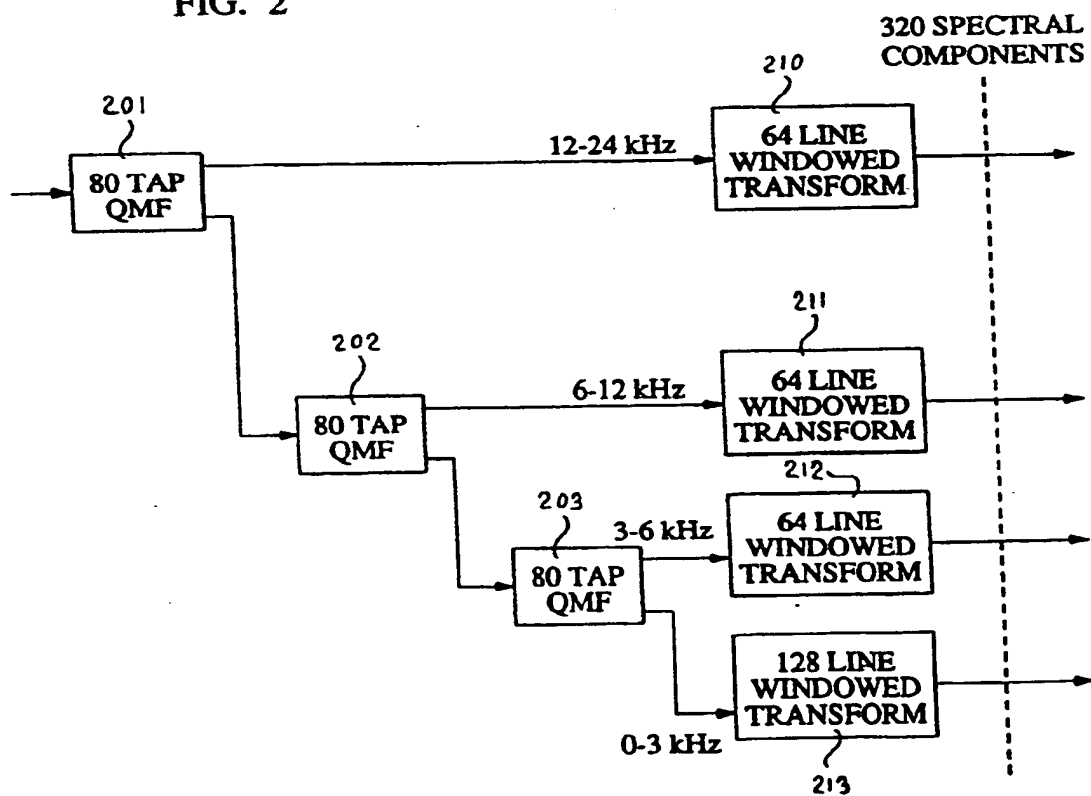 FIG. 2
320 SPECTRAL
COMPONENTS
201
210
80 TAP
QMF
12-24 kHz
64 LINE
WINDOWED
TRANSFORM
202
211
80 TAP
QMF
6-12 kHz
64 LINE
WINDOWED
TRANSFORM
203
212
80 TAP
QMF
3-6 kHz
64 LINE
WINDOWED
TRANSFORM
0-3 kHz
128 LINE
WINDOWED
TRANSFORM
213